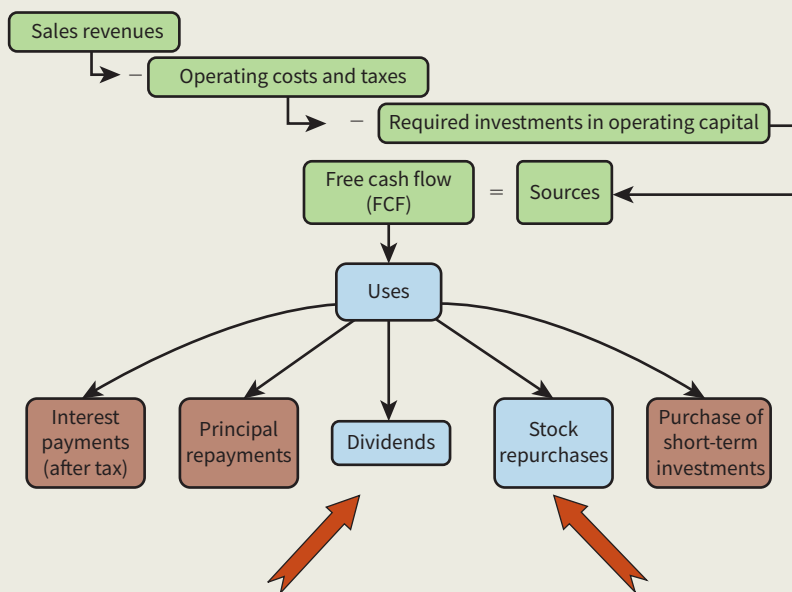 Sales revenues
− Operating costs and taxes
− Required investments in operating capital
Free cash flow
(FCF)
= Sources
Uses
Interest
payments
(after tax)
Principal
repayments
Dividends
Stock
repurchases
Purchase of
short-term
investments